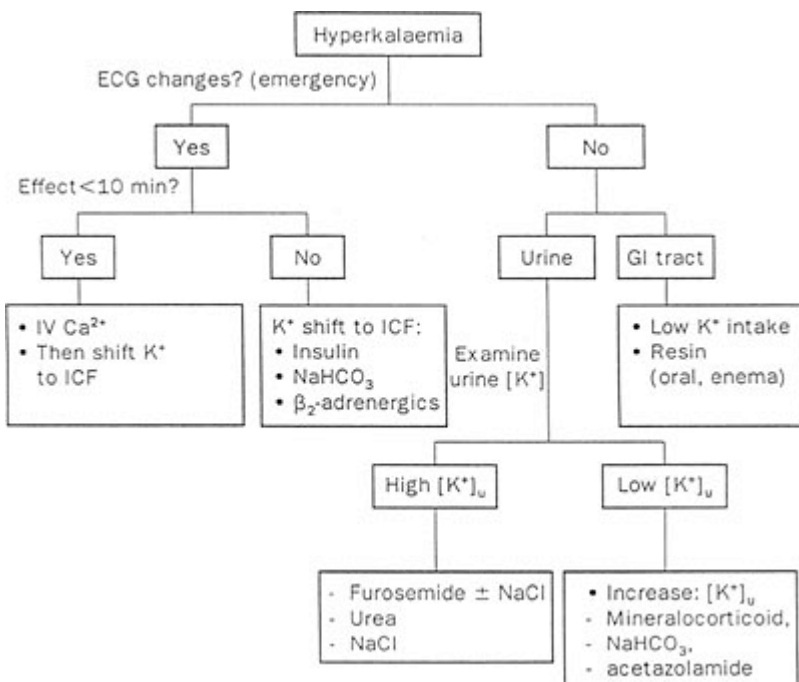 Hyperkalaemia
ECG changes? (emergency)
Yes
No
Effect<10 min?
Yes
No
Urine
GI tract
• IV Ca²⁺
• Then shift K⁺
to ICF
K⁺ shift to ICF:
• Insulin
• NaHCO₃
• β₂-adrenergics
Examine
urine [K⁺]
• Low K⁺ intake
• Resin
(oral, enema)
High [K⁺]ᵤ
Low [K⁺]ᵤ
- Furosemide ± NaCl
- Urea
- NaCl
• Increase: [K⁺]ᵤ
- Mineralocorticoid,
- NaHCO₃,
- acetazolamide